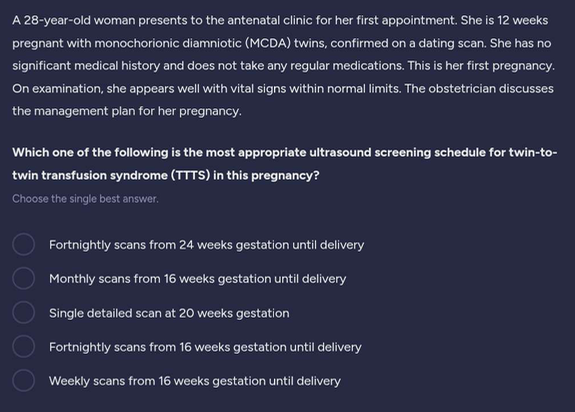 A 28-year-old woman presents to the antenatal clinic for her first appointment. She is 12 weeks
pregnant with monochorionic diamniotic (MCDA) twins, confirmed on a dating scan. She has no
significant medical history and does not take any regular medications. This is her first pregnancy.
On examination, she appears well with vital signs within normal limits. The obstetrician discusses
the management plan for her pregnancy.
Which one of the following is the most appropriate ultrasound screening schedule for twin-to-
twin transfusion syndrome (TTTS) in this pregnancy?
Choose the single best answer.
Fortnightly scans from 24 weeks gestation until delivery
Monthly scans from 16 weeks gestation until delivery
Single detailed scan at 20 weeks gestation
Fortnightly scans from 16 weeks gestation until delivery
Weekly scans from 16 weeks gestation until delivery